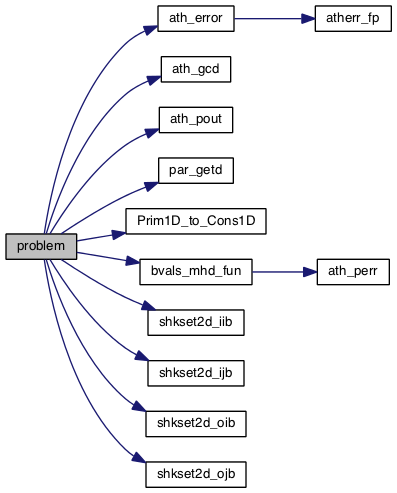 ath_error
atherr_fp
ath_gcd
ath_pout
par_getd
Prim1D_to_Cons1D
problem
bvals_mhd_fun
ath_perr
shkset2d_iib
shkset2d_ijb
shkset2d_oib
shkset2d_ojb